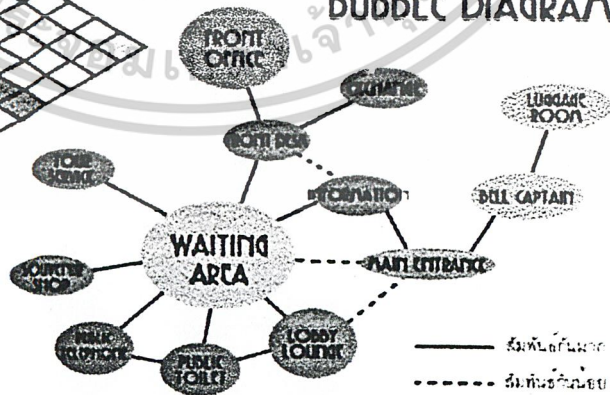 BUBBLE DIAGRAM
FRONT
OFFICE
CASHIER
LUGGAGE
ROOM
FRONT DESK
TOUR
SERVICE
INFORMATION
BELL CAPTAIN
WAITING
AREA
MAIN ENTRANCE
SOUVENIR
SHOP
PUBLIC
TELEPHONE
PUBLIC
TOILET
LOBBY
LOUNGE
สัมพันธ์กันมาก
สัมพันธ์กันน้อย